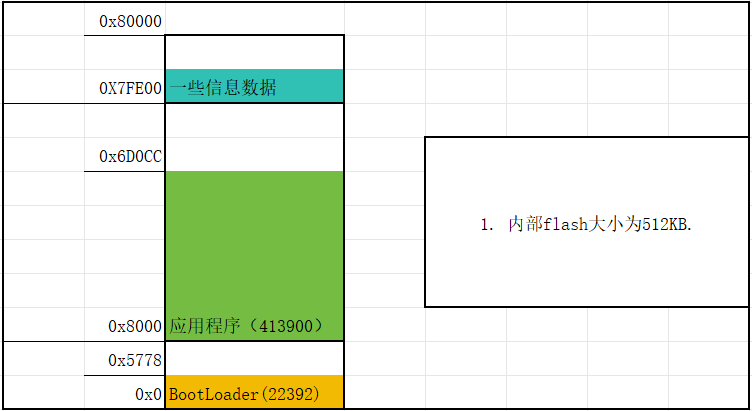 0x80000
0X7FE00 一些信息数据
0x6D0CC
1. 内部flash大小为512KB.
0x8000 应用程序（413900）
0x5778
0x0 BootLoader(22392)